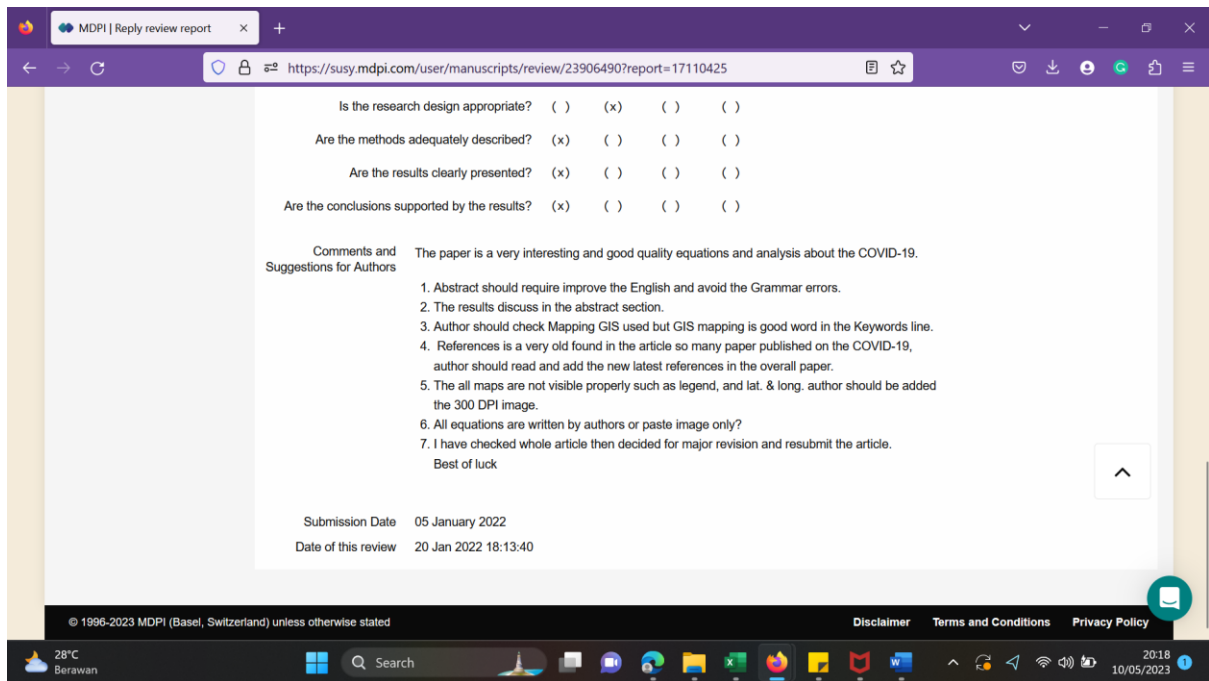 MDPI | Reply review report
https://susy.mdpi.com/user/manuscripts/review/23906490?report=17110425
Is the research design appropriate? ( ) (x) ( ) ( )
Are the methods adequately described? (x) ( ) ( ) ( )
Are the results clearly presented? (x) ( ) ( ) ( )
Are the conclusions supported by the results? (x) ( ) ( ) ( )
Comments and
Suggestions for Authors
The paper is a very interesting and good quality equations and analysis about the COVID-19.
1. Abstract should require improve the English and avoid the Grammar errors.
2. The results discuss in the abstract section.
3. Author should check Mapping GIS used but GIS mapping is good word in the Keywords line.
4. References is a very old found in the article so many paper published on the COVID-19,
author should read and add the new latest references in the overall paper.
5. The all maps are not visible properly such as legend, and lat. & long. author should be added
the 300 DPI image.
6. All equations are written by authors or paste image only?
7. I have checked whole article then decided for major revision and resubmit the article.
Best of luck
Submission Date 05 January 2022
Date of this review 20 Jan 2022 18:13:40
© 1996-2023 MDPI (Basel, Switzerland) unless otherwise stated
Disclaimer Terms and Conditions Privacy Policy
28°C
Berawan
Search
20:18
10/05/2023
1